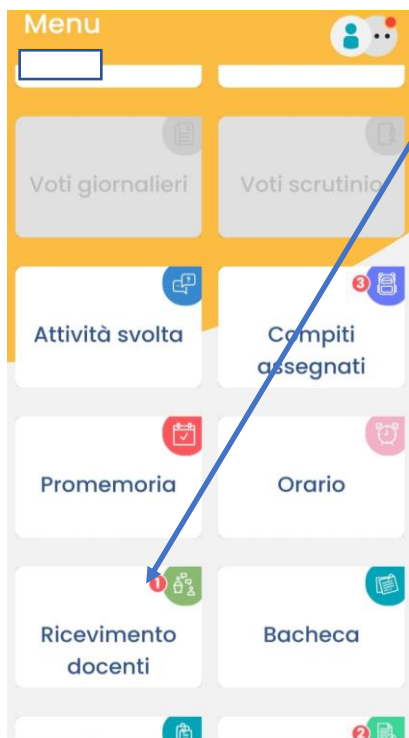 Menu
Voti giornalieri
Voti scrutinio
Attività svolta
3
Compiti
assegnati
Promemoria
Orario
1
Ricevimento
docenti
Bacheca
2